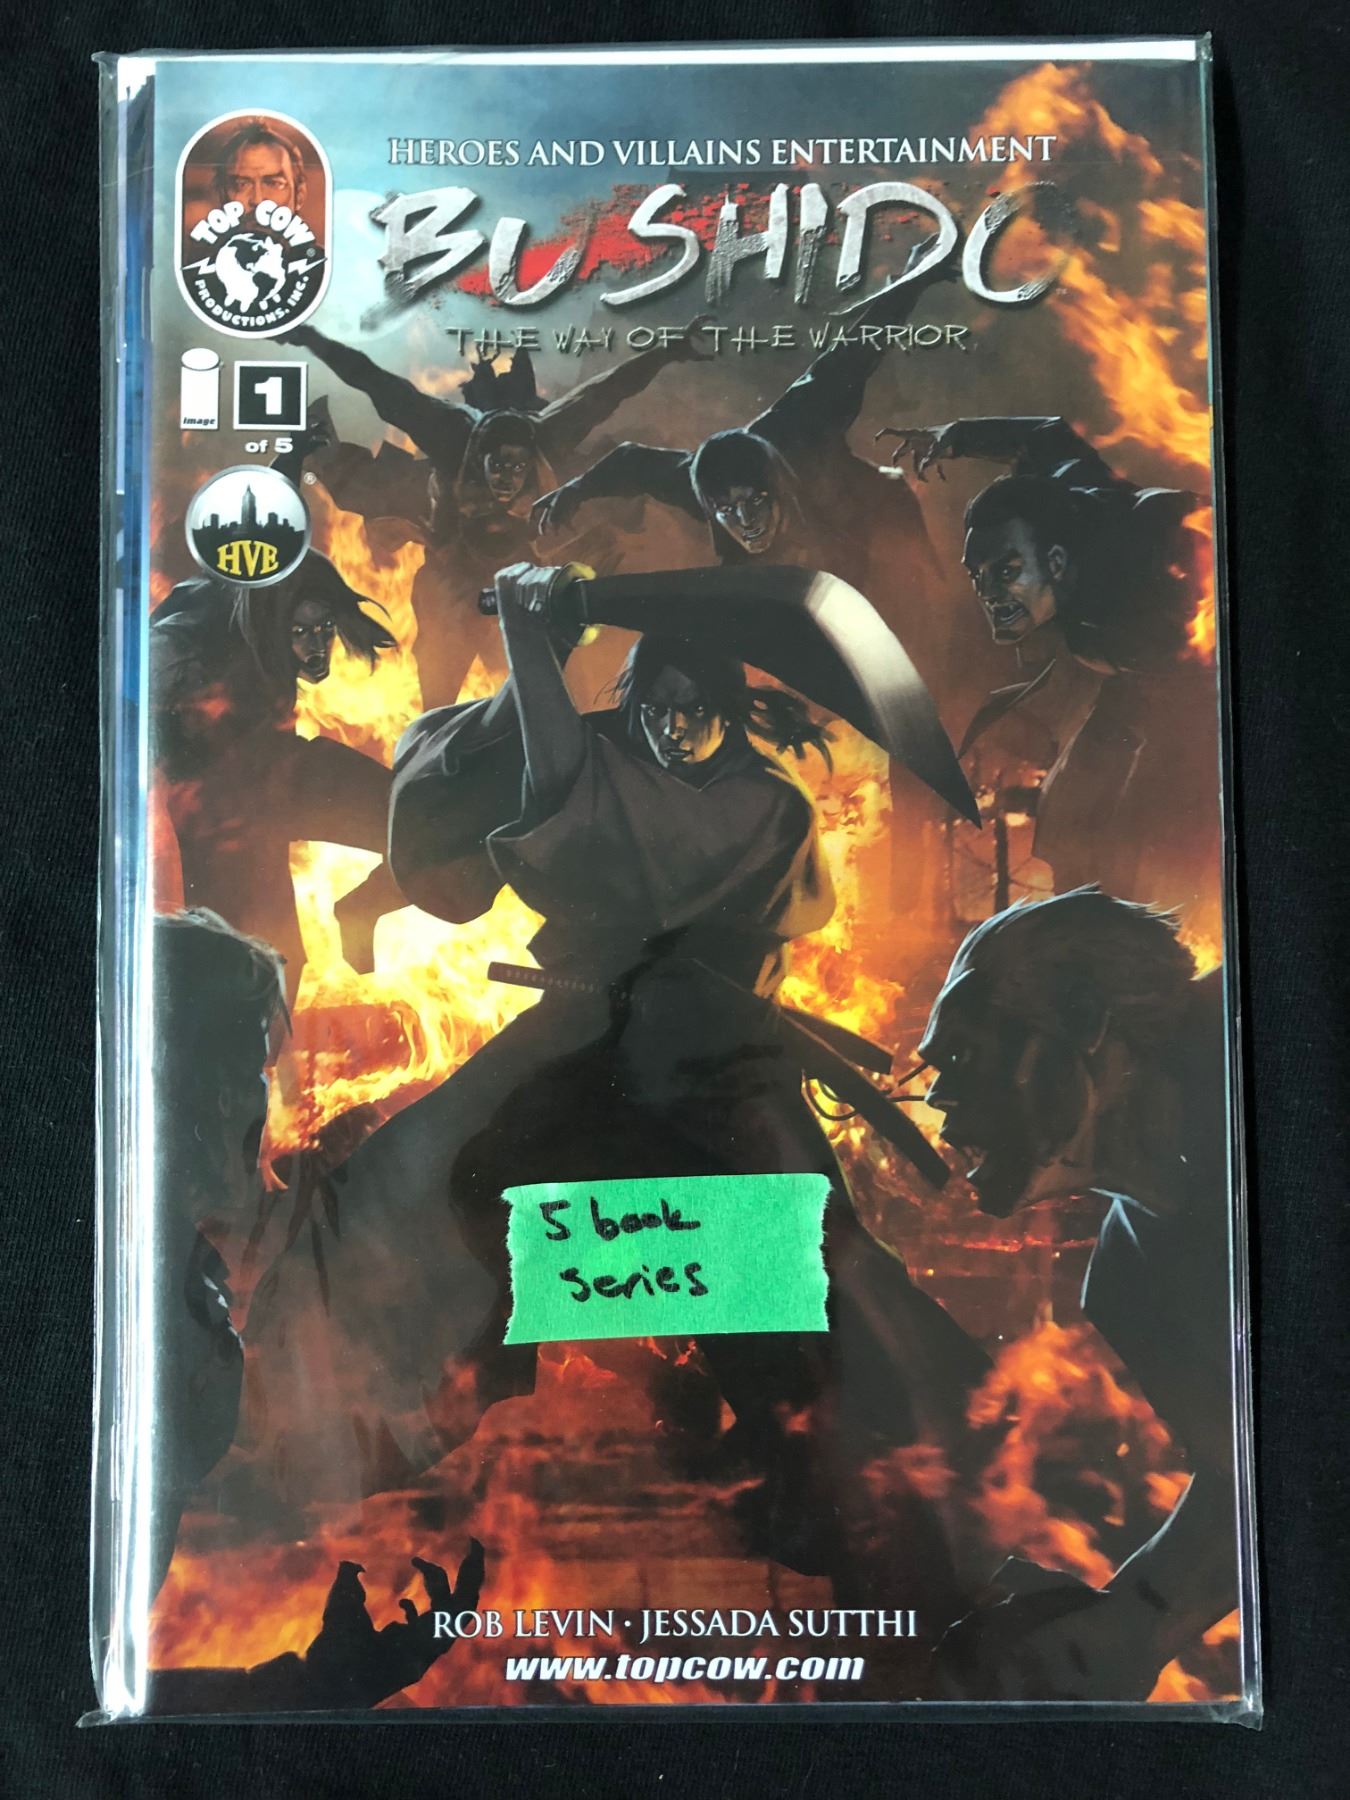 HEROES AND VILLAINS ENTERTAINMENT
BUSHIDO
THE WAY OF THE WARRIOR
TOP COW®
PRODUCTIONS, INC.
image
1
of 5
HVE
®
5 book
series
ROB LEVIN · JESSADA SUTTHI
www.topcow.com